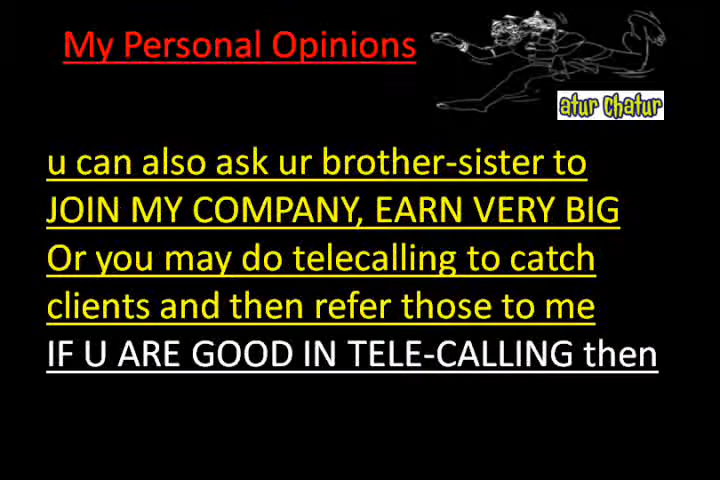 My Personal Opinions
atur chatur
u can also ask ur brother-sister to
JOIN MY COMPANY, EARN VERY BIG
Or you may do telecalling to catch
clients and then refer those to me
IF U ARE GOOD IN TELE-CALLING then